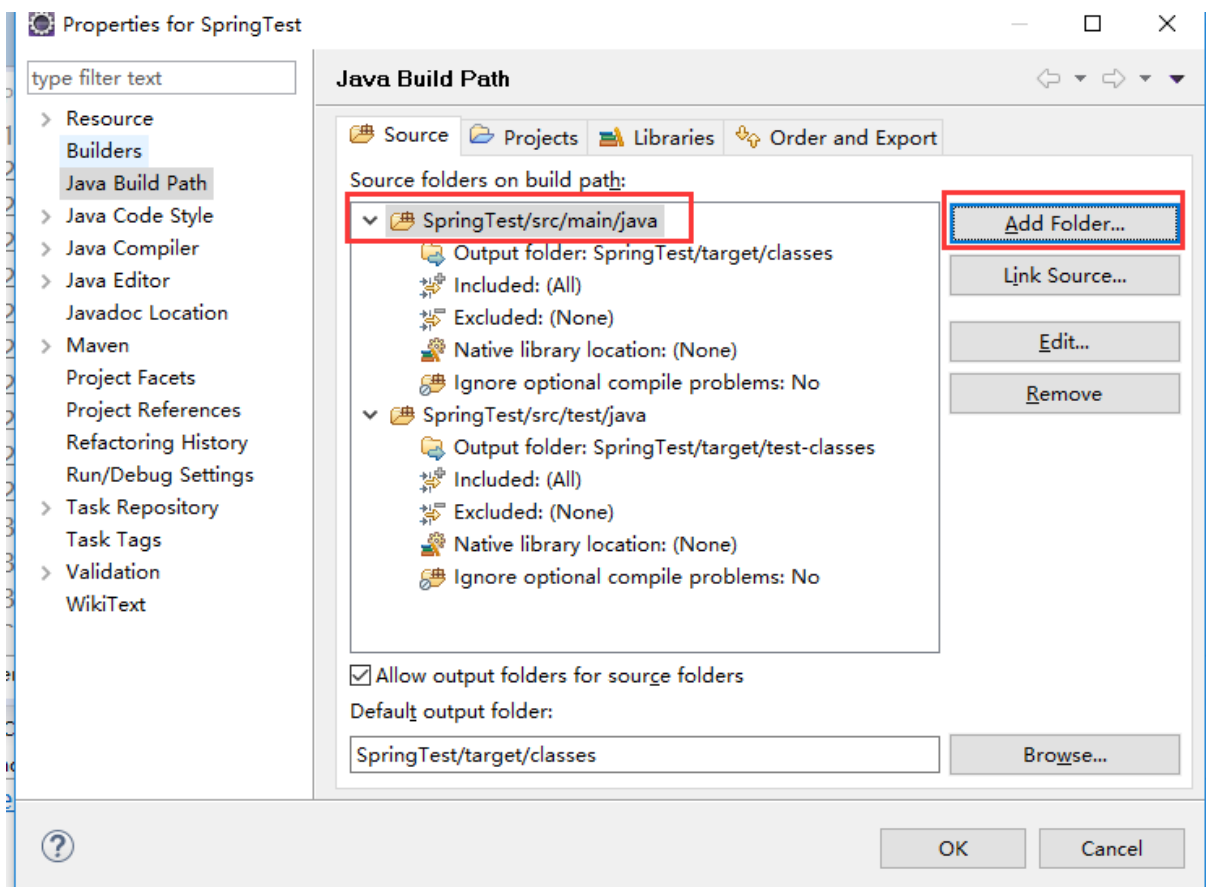 Properties for SpringTest
type filter text
Resource
Builders
Java Build Path
Java Code Style
Java Compiler
Java Editor
Javadoc Location
Maven
Project Facets
Project References
Refactoring History
Run/Debug Settings
Task Repository
Task Tags
Validation
WikiText
Java Build Path
Source Projects Libraries Order and Export
Source folders on build path:
SpringTest/src/main/java
Output folder: SpringTest/target/classes
Included: (All)
Excluded: (None)
Native library location: (None)
Ignore optional compile problems: No
SpringTest/src/test/java
Output folder: SpringTest/target/test-classes
Included: (All)
Excluded: (None)
Native library location: (None)
Ignore optional compile problems: No
Add Folder...
Link Source...
Edit...
Remove
Allow output folders for source folders
Default output folder:
SpringTest/target/classes
Browse...
OK
Cancel